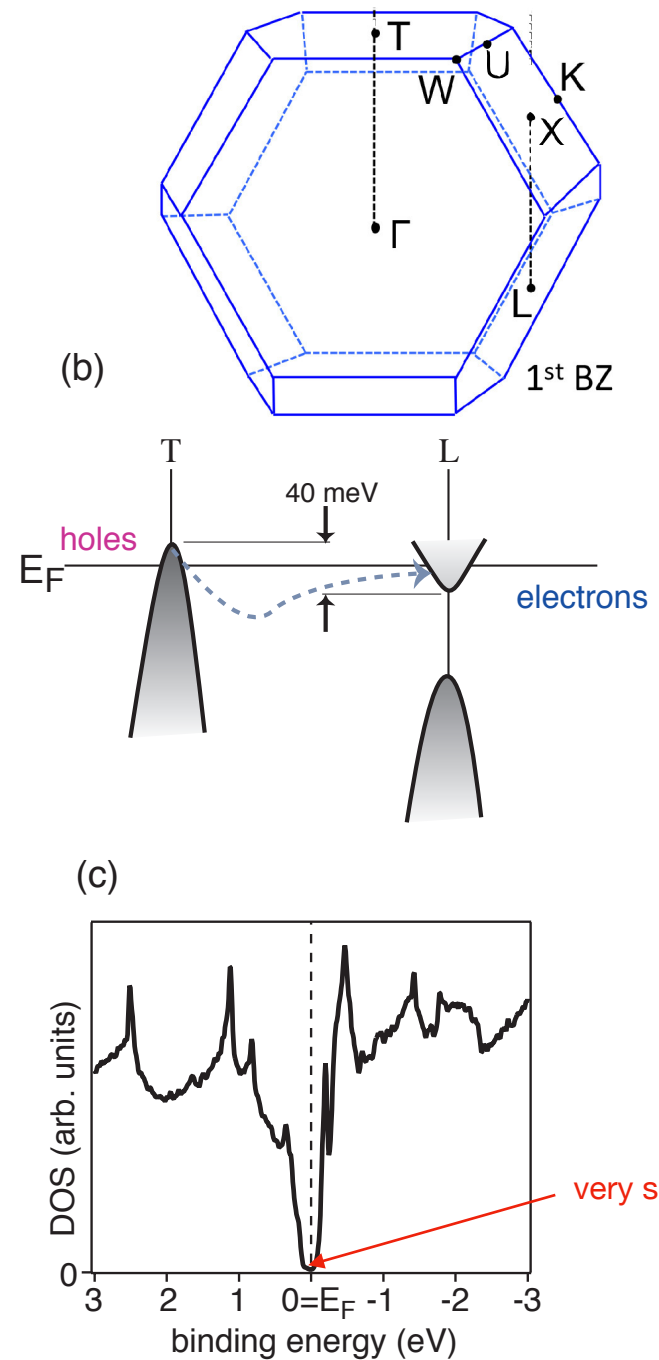 T
U
W
K
X
Γ
L
(b)
1st BZ
T
L
40 meV
holes
EF
electrons
(c)
DOS (arb. units)
very s
0
3 2 1 0=EF -1 -2 -3
binding energy (eV)